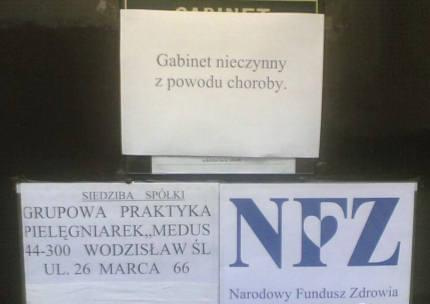 GABINET
Gabinet nieczynny
z powodu choroby.
SIEDZIBA SPÓŁKI
GRUPOWA PRAKTYKA
PIELĘGNIAREK„MEDUS
44-300 WODZISŁAW ŚL
UL. 26 MARCA 66
NFZ
Narodowy Fundusz Zdrowia